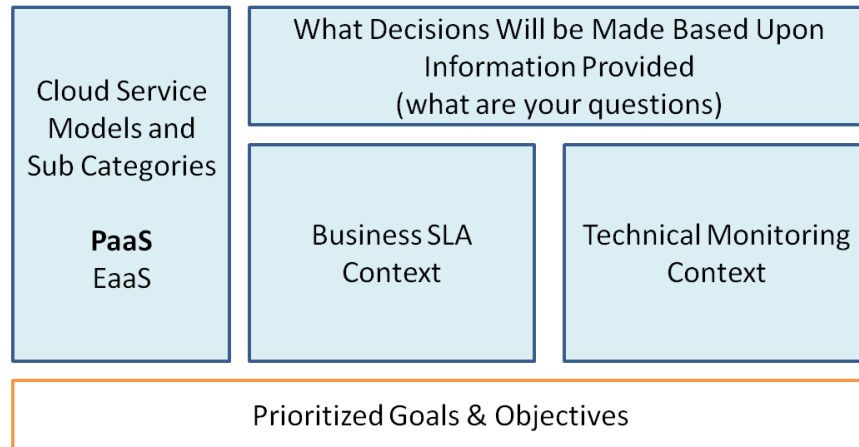 Cloud Service
Models and
Sub Categories
PaaS
EaaS
What Decisions Will be Made Based Upon
Information Provided
(what are your questions)
Business SLA
Context
Technical Monitoring
Context
Prioritized Goals & Objectives